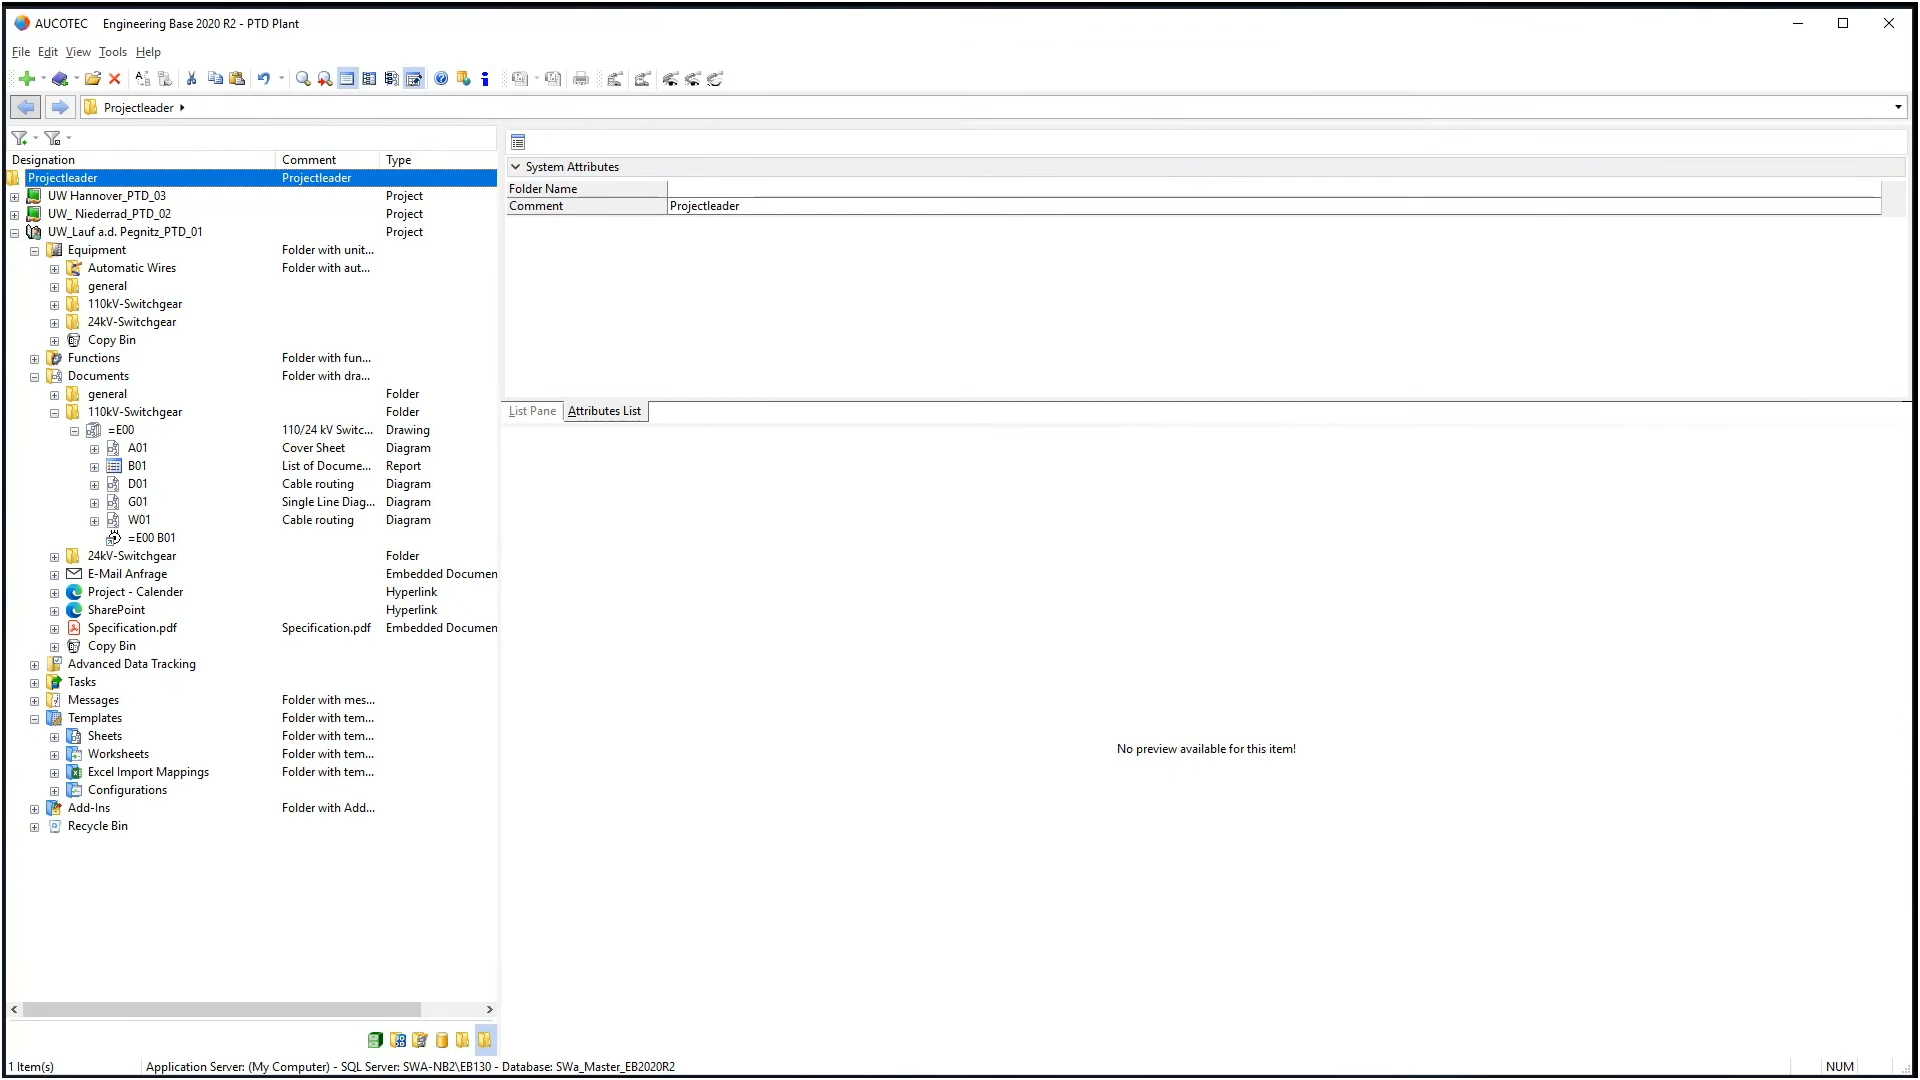 AUCOTEC Engineering Base 2020 R2 - PTD Plant
File Edit View Tools Help
Projectleader
Designation Comment Type
Projectleader Projectleader
UW Hannover_PTD_03 Project
UW_ Niederrad_PTD_02 Project
UW_Lauf a.d. Pegnitz_PTD_01 Project
Equipment Folder with unit...
Automatic Wires Folder with aut...
general
110kV-Switchgear
24kV-Switchgear
Copy Bin
Functions Folder with fun...
Documents Folder with dra...
general Folder
110kV-Switchgear Folder
=E00 110/24 kV Switc... Drawing
A01 Cover Sheet Diagram
B01 List of Docume... Report
D01 Cable routing Diagram
G01 Single Line Diag... Diagram
W01 Cable routing Diagram
=E00 B01
24kV-Switchgear Folder
E-Mail Anfrage Embedded Documen
Project - Calender Hyperlink
SharePoint Hyperlink
Specification.pdf Specification.pdf Embedded Documen
Copy Bin
Advanced Data Tracking
Tasks
Messages Folder with mes...
Templates Folder with tem...
Sheets Folder with tem...
Worksheets Folder with tem...
Excel Import Mappings Folder with tem...
Configurations
Add-Ins Folder with Add...
Recycle Bin
System Attributes
Folder Name
Comment Projectleader
List Pane Attributes List
No preview available for this item!
1 Item(s) Application Server: (My Computer) - SQL Server: SWA-NB2\EB130 - Database: SWa_Master_EB2020R2 NUM